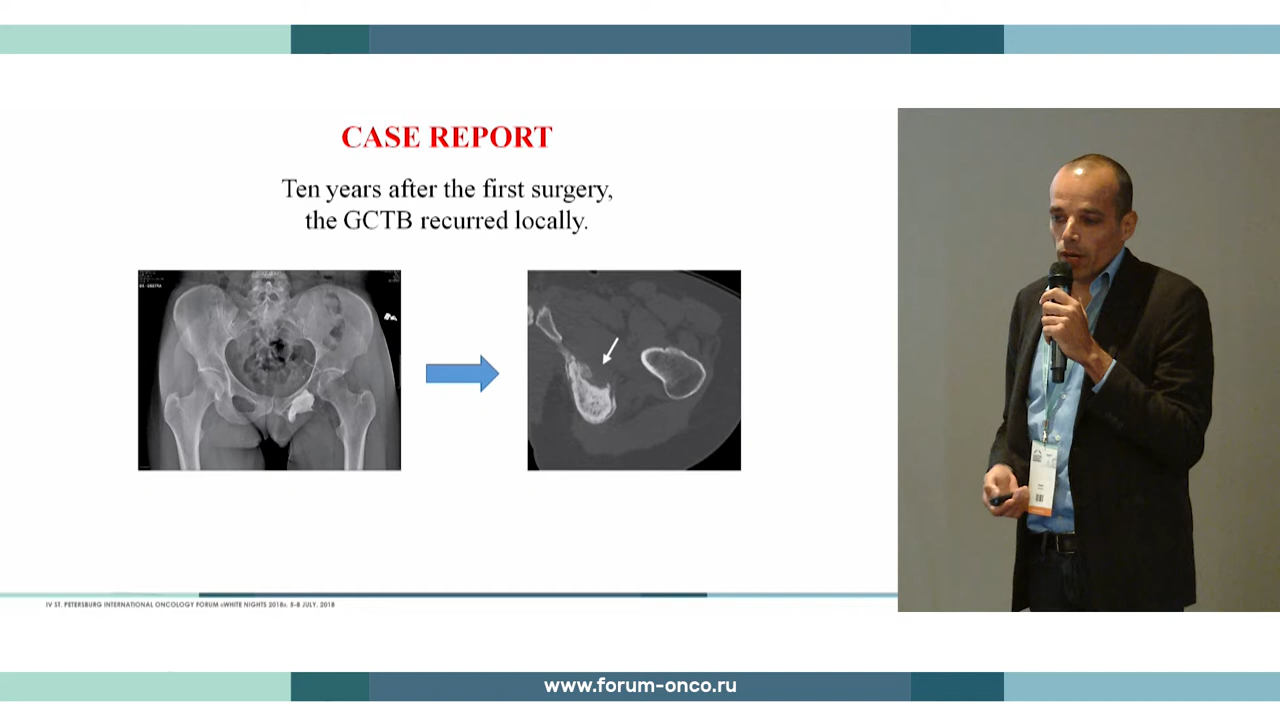 CASE REPORT
Ten years after the first surgery,
the GCTB recurred locally.
IV ST. PETERSBURG INTERNATIONAL ONCOLOGY FORUM «WHITE NIGHTS 2018». 5-8 JULY, 2018
www.forum-onco.ru